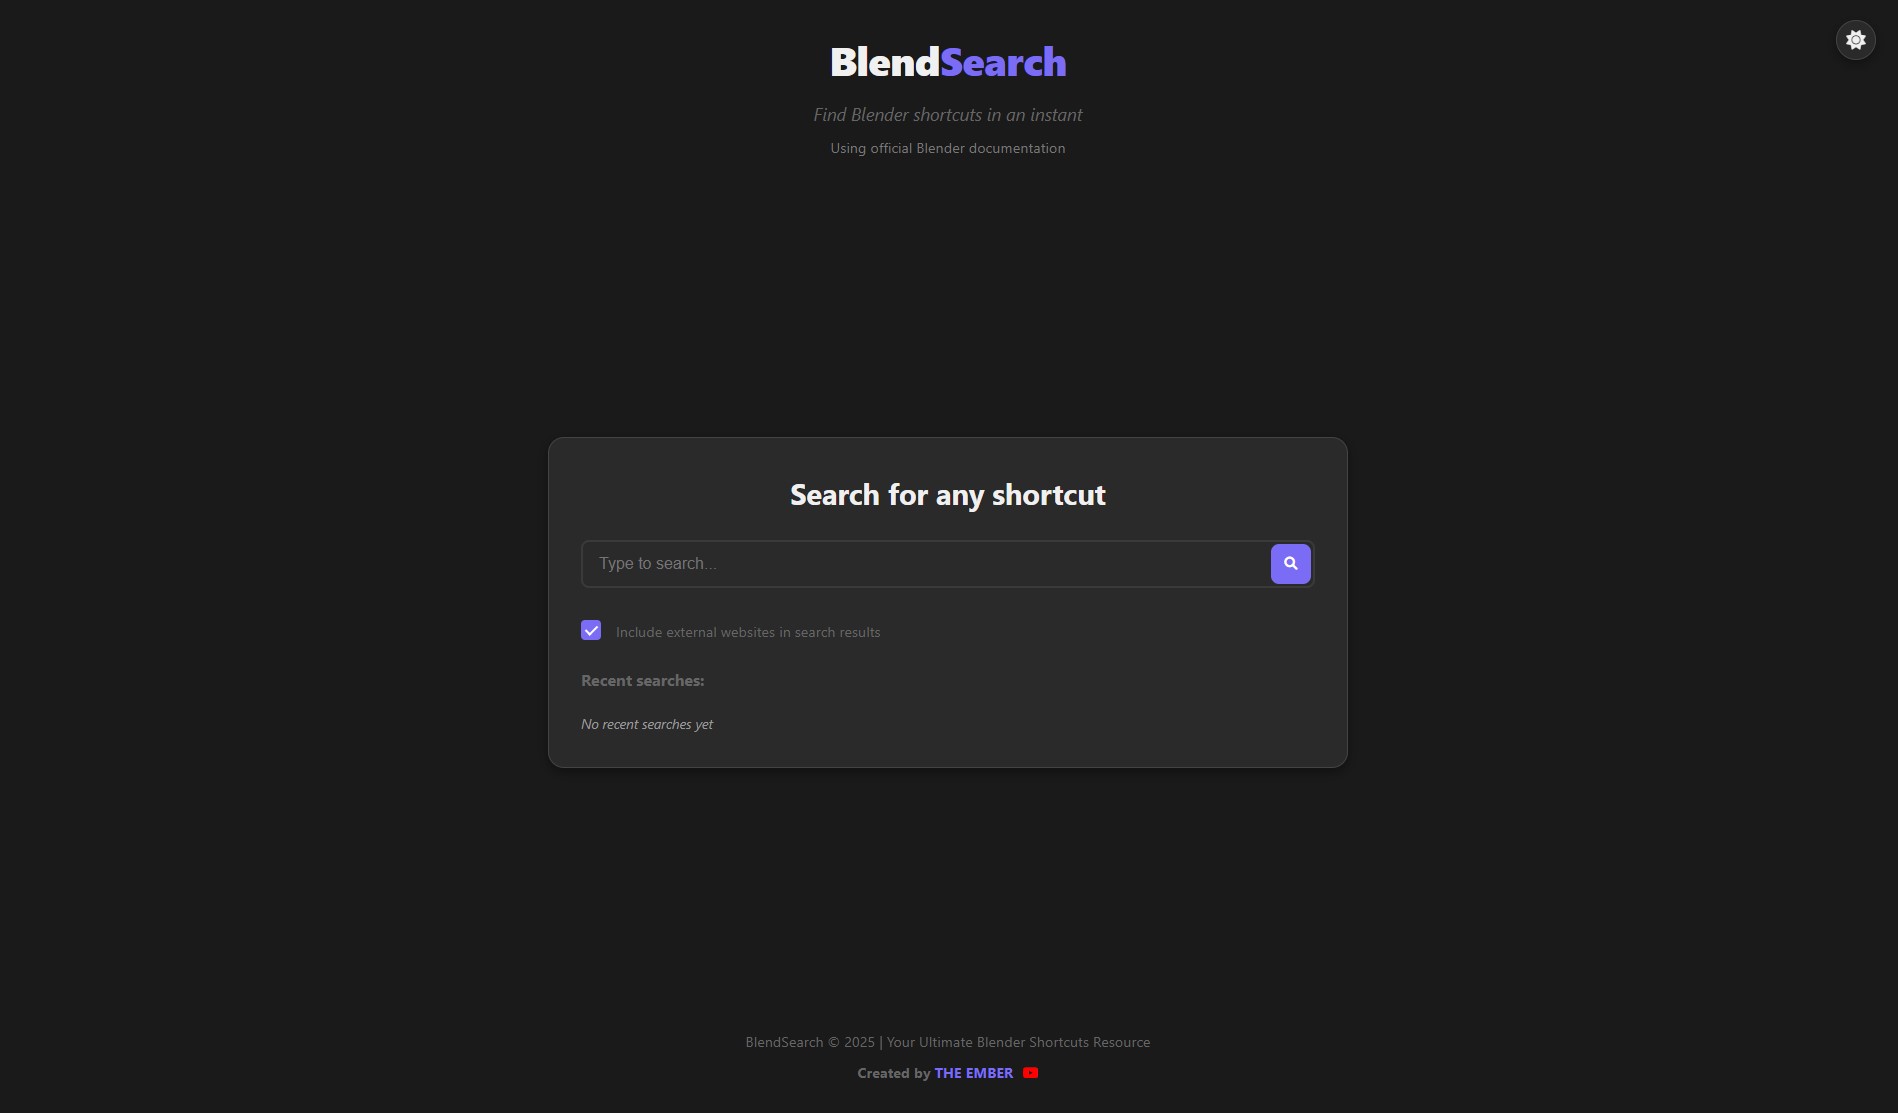 BlendSearch
Find Blender shortcuts in an instant
Using official Blender documentation
Search for any shortcut
Type to search...
Include external websites in search results
Recent searches:
No recent searches yet
BlendSearch © 2025 | Your Ultimate Blender Shortcuts Resource
Created by THE EMBER